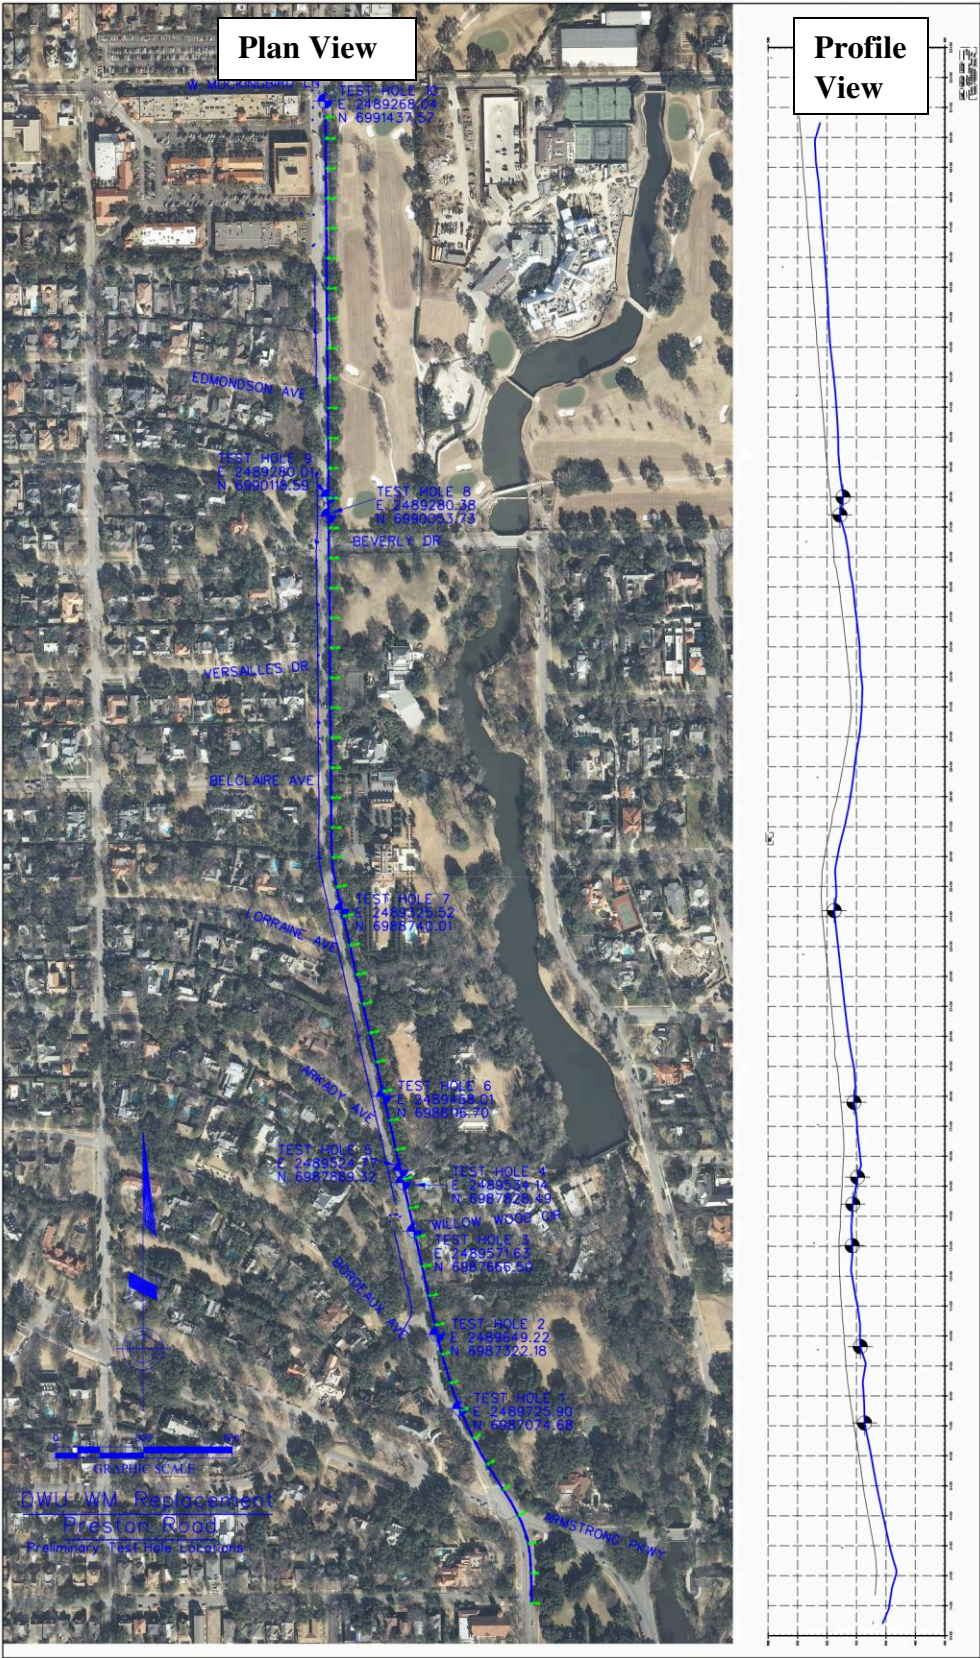 Plan View
Profile
View
W MOCKINGBIRD LN
TEST HOLE 10
E 2489268.04
N 6991437.57
EDMONDSON AVE
TEST HOLE 9
E 2489280.01
N 6990118.59
TEST HOLE 8
E 2489280.38
N 6990053.73
BEVERLY DR
VERSAILLES DR
BELCLAIRE AVE
TEST HOLE 7
E 2489325.52
N 6988740.01
LORRAINE AVE
TEST HOLE 6
E 2489468.01
N 6988116.70
ARKADY AVE
TEST HOLE 5
E 2489524.77
N 6987869.32
TEST HOLE 4
E 2489534.14
N 6987828.49
WILLOW WOOD CIR
TEST HOLE 3
E 2489571.63
N 6987666.50
BORDEAUX AVE
TEST HOLE 2
E 2489649.22
N 6987322.18
TEST HOLE 1
E 2489725.90
N 6987074.68
0
GRAPHIC SCALE
DWU WM Replacement
Preston Road
Preliminary Test Hole Locations
ARMSTRONG PKWY